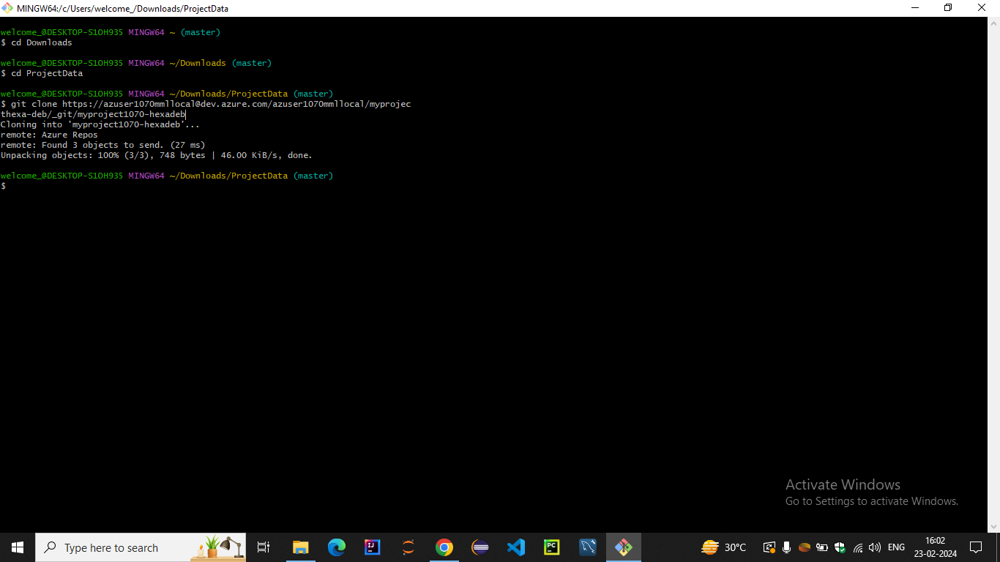 MINGW64:/c/Users/welcome_/Downloads/ProjectData
welcome_@DESKTOP-S1OH935 MINGW64 ~ (master)
$ cd Downloads
welcome_@DESKTOP-S1OH935 MINGW64 ~/Downloads (master)
$ cd ProjectData
welcome_@DESKTOP-S1OH935 MINGW64 ~/Downloads/ProjectData (master)
$ git clone https://azuser1070mmllocal@dev.azure.com/azuser1070mmllocal/myprojec
thexa-deb/_git/myproject1070-hexadeb
Cloning into 'myproject1070-hexadeb'...
remote: Azure Repos
remote: Found 3 objects to send. (27 ms)
Unpacking objects: 100% (3/3), 748 bytes | 46.00 KiB/s, done.
welcome_@DESKTOP-S1OH935 MINGW64 ~/Downloads/ProjectData (master)
$
Activate Windows
Go to Settings to activate Windows.
Type here to search
IJ
PC
30°C
ENG
16:02
23-02-2024